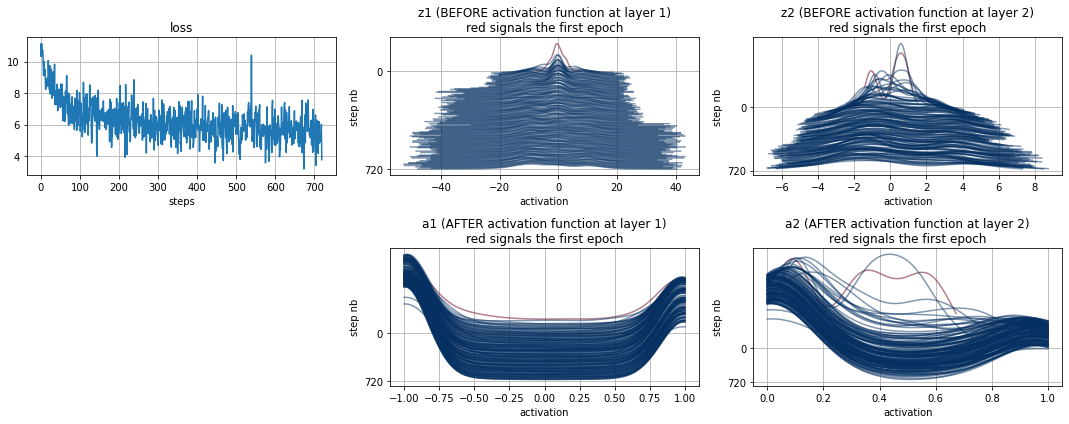 loss
10
8
6
4
0
100
200
300
400
500
600
700
steps
z1 (BEFORE activation function at layer 1)
red signals the first epoch
step nb
0
720
−40
−20
0
20
40
activation
z2 (BEFORE activation function at layer 2)
red signals the first epoch
step nb
0
720
−6
−4
−2
0
2
4
6
8
activation
a1 (AFTER activation function at layer 1)
red signals the first epoch
step nb
0
720
−1.00
−0.75
−0.50
−0.25
0.00
0.25
0.50
0.75
1.00
activation
a2 (AFTER activation function at layer 2)
red signals the first epoch
step nb
0
720
0.0
0.2
0.4
0.6
0.8
1.0
activation